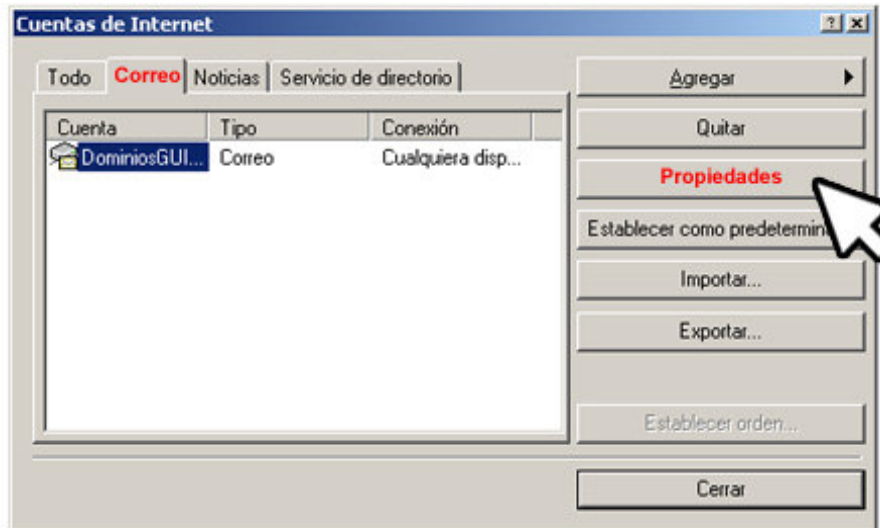 Cuentas de Internet
Todo Correo Noticias Servicio de directorio
Cuenta Tipo Conexión
DominiosGUI... Correo Cualquiera disp...
Agregar
Quitar
Propiedades
Establecer como
Importar...
Exportar...
Establecer orden...
Cerrar